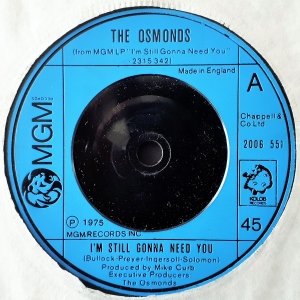 THE OSMONDS
(from MGM LP "I'm Still Gonna Need You"
2315 342)
Made in England
A
Chappell &
Co Ltd
2006 551
MGM
KOLOB
RECORDS
45
℗ 1975
MGM RECORDS INC
I'M STILL GONNA NEED YOU
(Bullock-Preyer-Ingersoll-Solomon)
Produced by Mike Curb
Executive Producers
The Osmonds